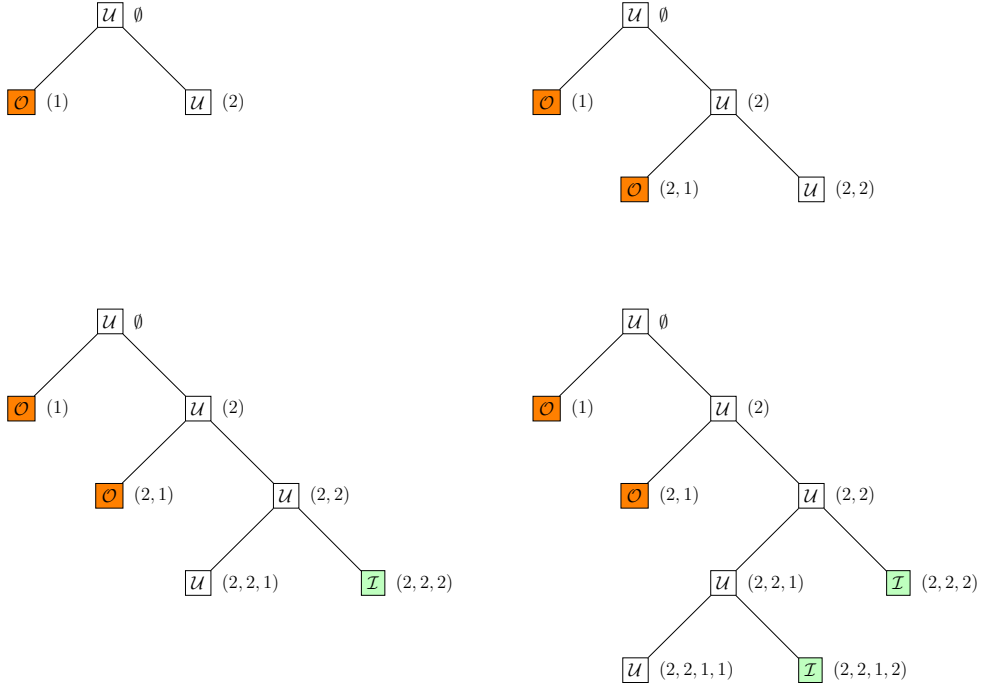 𝒰 ∅
𝒪 (1) 𝒰 (2)
𝒰 ∅
𝒪 (1) 𝒰 (2)
𝒪 (2, 1) 𝒰 (2, 2)
𝒰 ∅
𝒪 (1) 𝒰 (2)
𝒪 (2, 1) 𝒰 (2, 2)
𝒰 (2, 2, 1) ℐ (2, 2, 2)
𝒰 ∅
𝒪 (1) 𝒰 (2)
𝒪 (2, 1) 𝒰 (2, 2)
𝒰 (2, 2, 1) ℐ (2, 2, 2)
𝒰 (2, 2, 1, 1) ℐ (2, 2, 1, 2)